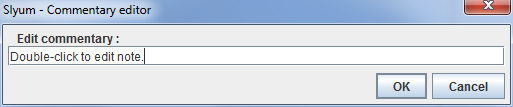 Slyum - Commentary editor
Edit commentary :
Double-click to edit note.
OK Cancel